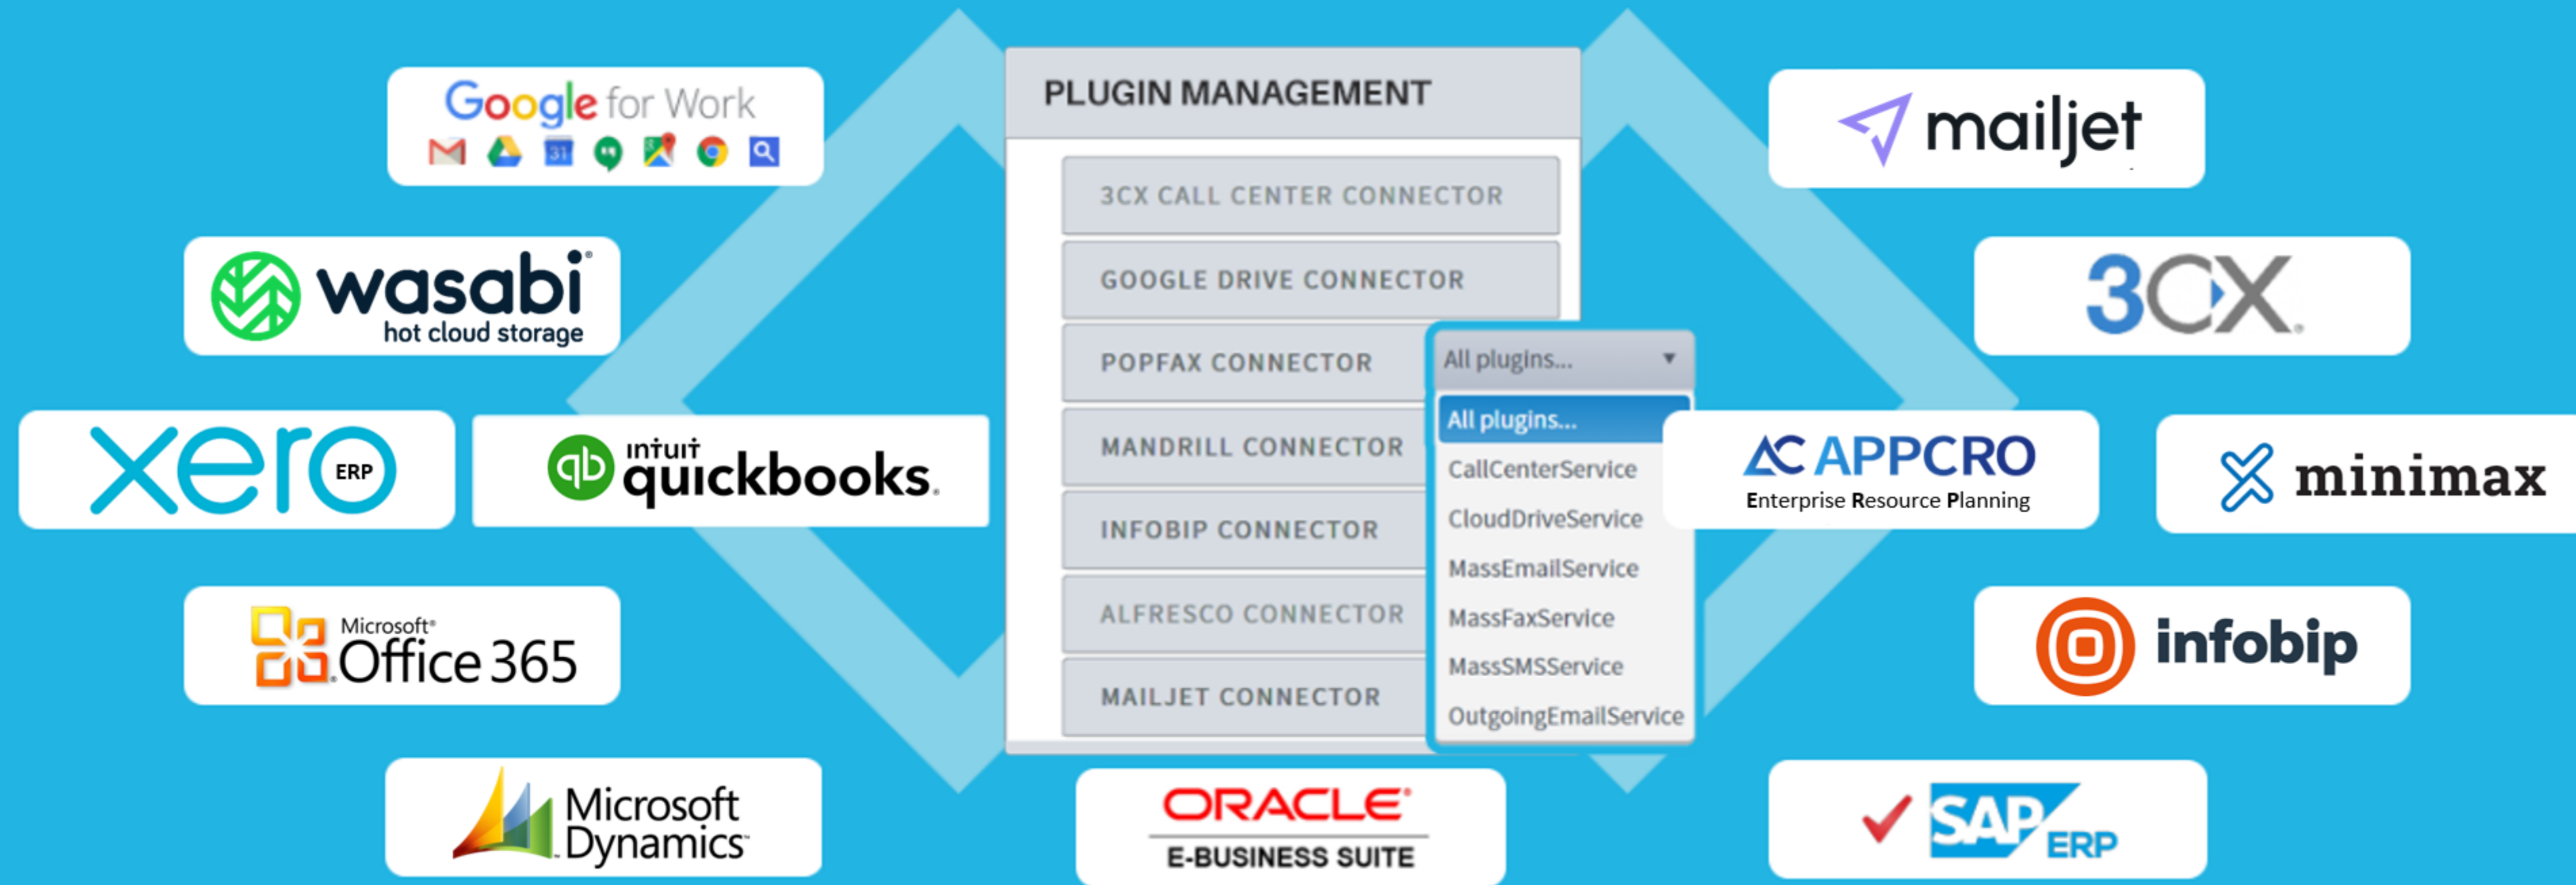 Google for Work
31
wasabi®
hot cloud storage
xero
ERP
ıntuıt
quickbooks.
Microsoft®
Office 365
Microsoft
Dynamics
PLUGIN MANAGEMENT
3CX CALL CENTER CONNECTOR
GOOGLE DRIVE CONNECTOR
POPFAX CONNECTOR
MANDRILL CONNECTOR
INFOBIP CONNECTOR
ALFRESCO CONNECTOR
MAILJET CONNECTOR
All plugins...
All plugins...
CallCenterService
CloudDriveService
MassEmailService
MassFaxService
MassSMSService
OutgoingEmailService
ORACLE®
E-BUSINESS SUITE
mailjet
3CX®
AC APPCRO
Enterprise Resource Planning
minimax
infobip
SAP ERP